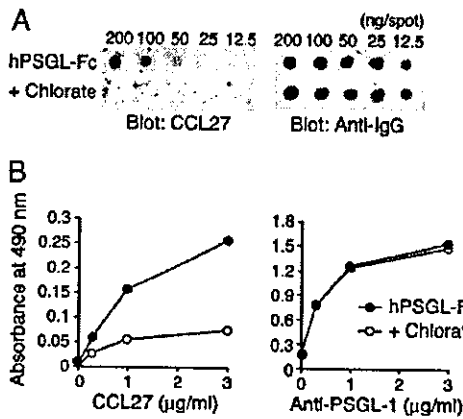 A
(ng/spot)
200 100 50 25 12.5 200 100 50 25 12.5
hPSGL-Fc
+ Chlorate
Blot: CCL27 Blot: Anti-IgG
B
Absorbance at 490 nm
0.3
0.25
0.2
0.15
0.1
0.05
0
0 1 2 3
CCL27 (μg/ml)
1.8
1.5
1.2
0.9
0.6
0.3
0
0 1 2 3
Anti-PSGL-1 (μg/ml)
hPSGL-F
+ Chlorat